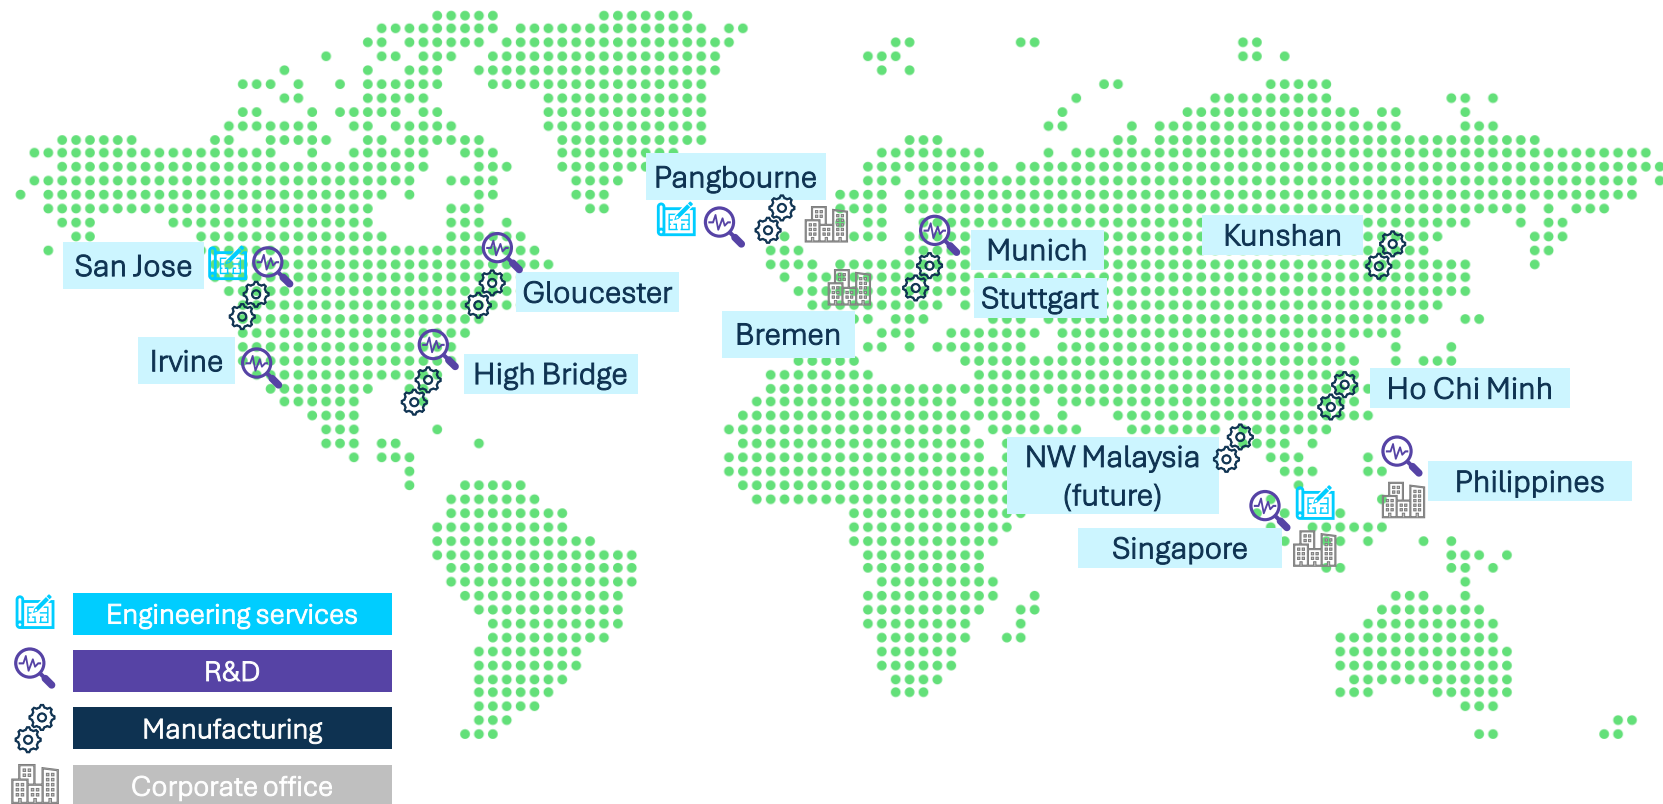 Pangbourne
San Jose
Gloucester
Irvine
High Bridge
Munich
Stuttgart
Bremen
Kunshan
Ho Chi Minh
NW Malaysia
(future)
Philippines
Singapore
Engineering services
R&D
Manufacturing
Corporate office